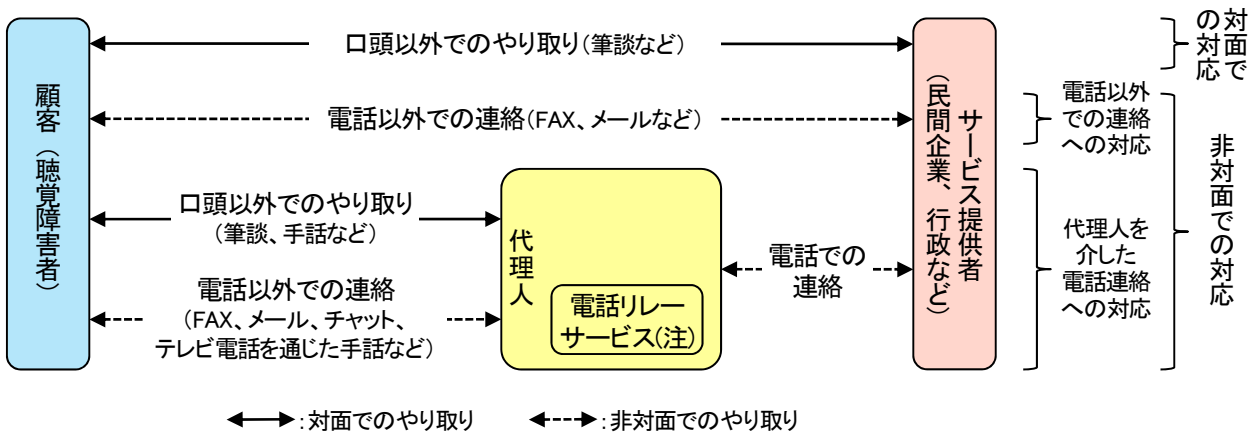 顧客（聴覚障害者）
口頭以外でのやり取り(筆談など)
電話以外での連絡(FAX、メールなど)
口頭以外でのやり取り
(筆談、手話など)
電話以外での連絡
(FAX、メール、チャット、
テレビ電話を通じた手話など)
代理人
電話リレー
サービス(注)
電話での
連絡
サービス提供者
（民間企業、行政など）
対面で
の対応
電話以外
での連絡
への対応
代理人を
介した
電話連絡
への対応
非対面での対応
:対面でのやり取り
:非対面でのやり取り